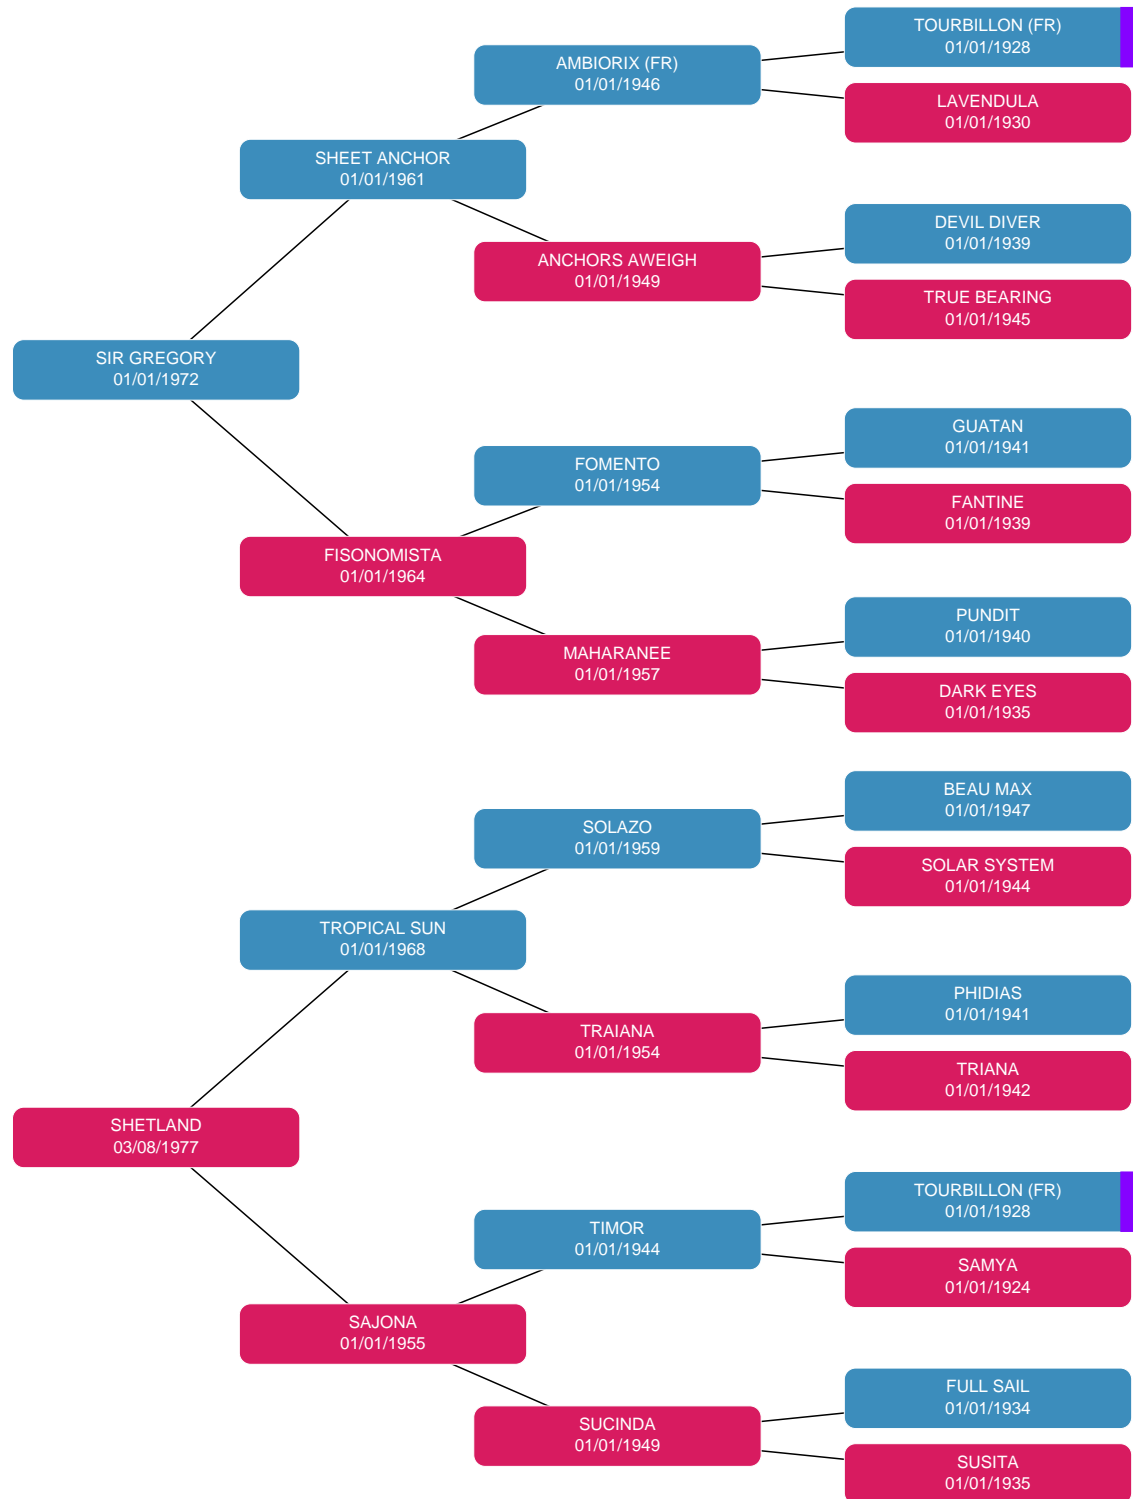 TOURBILLON (FR)
01/01/1928
AMBIORIX (FR)
01/01/1946
LAVENDULA
01/01/1930
SHEET ANCHOR
01/01/1961
DEVIL DIVER
01/01/1939
ANCHORS AWEIGH
01/01/1949
TRUE BEARING
01/01/1945
SIR GREGORY
01/01/1972
GUATAN
01/01/1941
FOMENTO
01/01/1954
FANTINE
01/01/1939
FISONOMISTA
01/01/1964
PUNDIT
01/01/1940
MAHARANEE
01/01/1957
DARK EYES
01/01/1935
BEAU MAX
01/01/1947
SOLAZO
01/01/1959
SOLAR SYSTEM
01/01/1944
TROPICAL SUN
01/01/1968
PHIDIAS
01/01/1941
TRAIANA
01/01/1954
TRIANA
01/01/1942
SHETLAND
03/08/1977
TOURBILLON (FR)
01/01/1928
TIMOR
01/01/1944
SAMYA
01/01/1924
SAJONA
01/01/1955
FULL SAIL
01/01/1934
SUCINDA
01/01/1949
SUSITA
01/01/1935